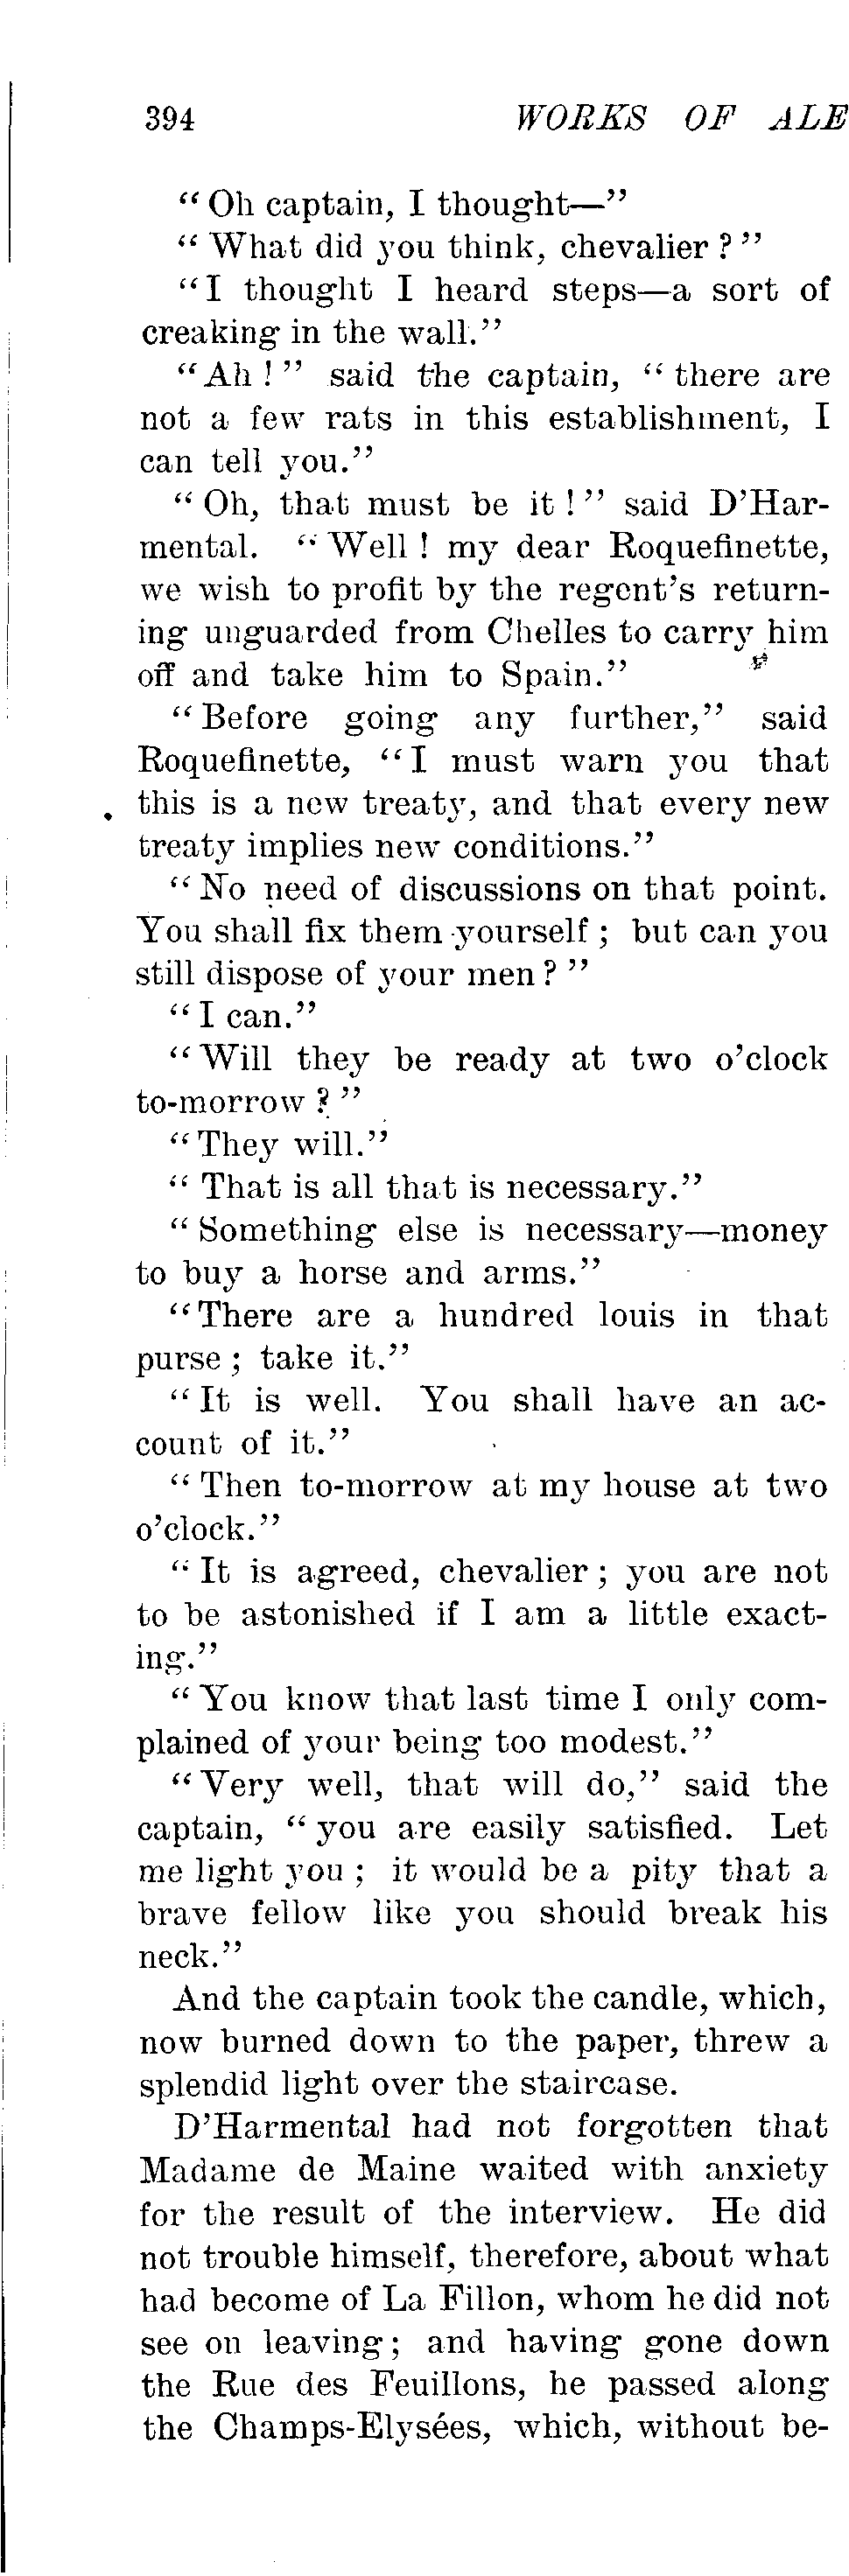 394 WORKS OF ALE
“Oh captain, I thought—”
“What did you think, chevalier?”
“I thought I heard steps—a sort of
creaking in the wall.”
“Ah!” said the captain, “there are
not a few rats in this establishment, I
can tell you.”
“Oh, that must be it!” said D’Har-
mental. “Well! my dear Roquefinette,
we wish to profit by the regent’s return-
ing unguarded from Chelles to carry him
off and take him to Spain.”
“Before going any further,” said
Roquefinette, “I must warn you that
this is a new treaty, and that every new
treaty implies new conditions.”
“No need of discussions on that point.
You shall fix them yourself; but can you
still dispose of your men?”
“I can.”
“Will they be ready at two o’clock
to-morrow?”
“They will.”
“That is all that is necessary.”
“Something else is necessary—money
to buy a horse and arms.”
“There are a hundred louis in that
purse; take it.”
“It is well. You shall have an ac-
count of it.”
“Then to-morrow at my house at two
o’clock.”
“It is agreed, chevalier; you are not
to be astonished if I am a little exact-
ing.”
“You know that last time I only com-
plained of your being too modest.”
“Very well, that will do,” said the
captain, “you are easily satisfied. Let
me light you; it would be a pity that a
brave fellow like you should break his
neck.”
And the captain took the candle, which,
now burned down to the paper, threw a
splendid light over the staircase.
D’Harmental had not forgotten that
Madame de Maine waited with anxiety
for the result of the interview. He did
not trouble himself, therefore, about what
had become of La Fillon, whom he did not
see on leaving; and having gone down
the Rue des Feuillons, he passed along
the Champs-Elysées, which, without be-